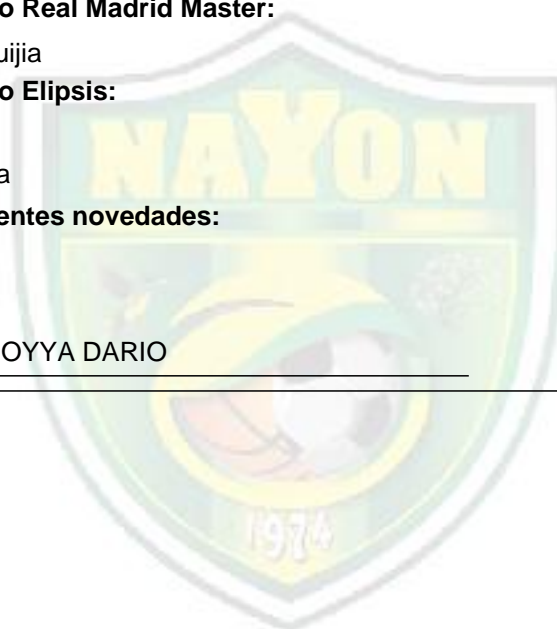 o Real Madrid Master:
uijia
o Elipsis:
a
entes novedades:
OYYA DARIO
NAYON
1974